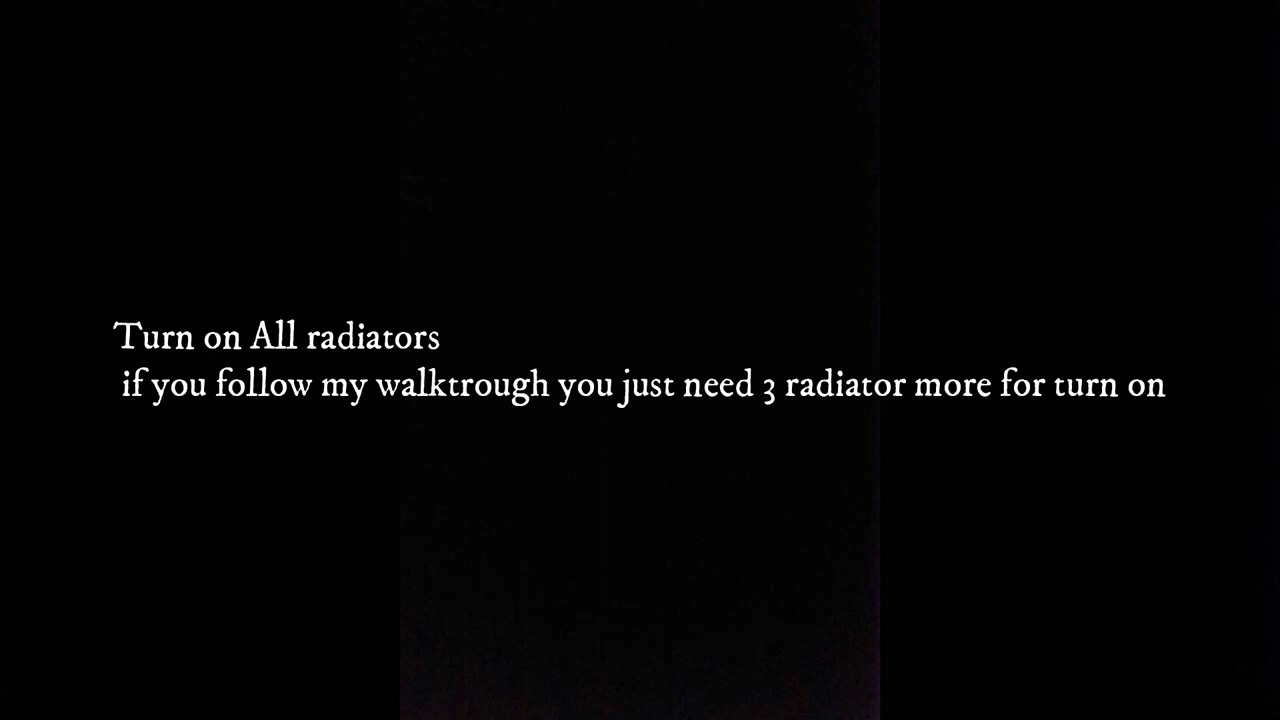 Turn on All radiators
if you follow my walktrough you just need 3 radiator more for turn on